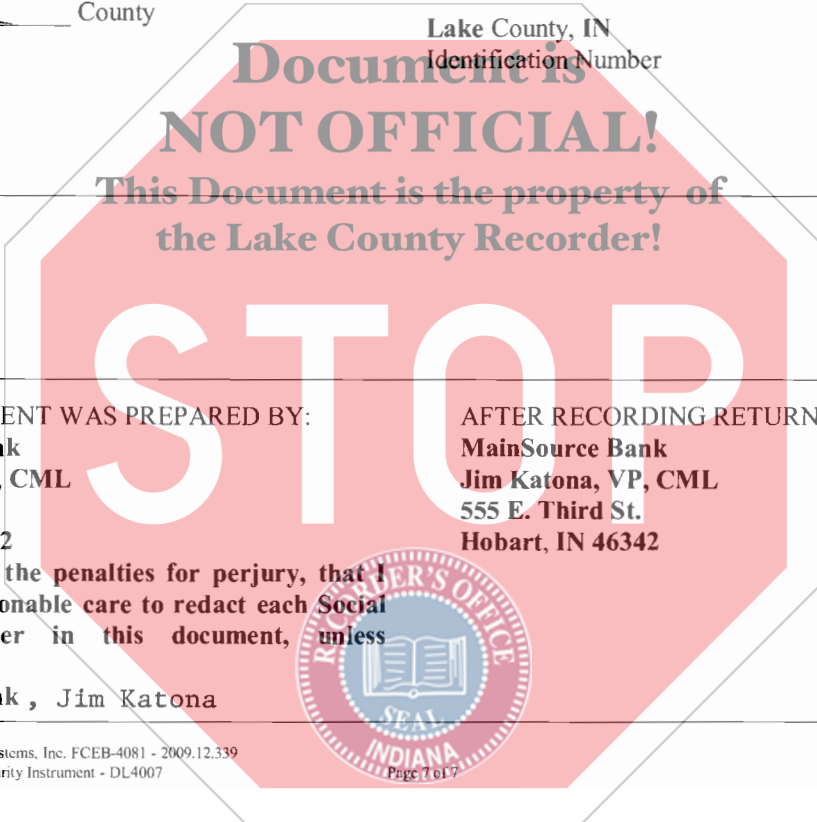 County
Lake County, IN
Identification Number
Document is
NOT OFFICIAL!
This Document is the property of
the Lake County Recorder!
STOP
ENT WAS PREPARED BY:
AFTER RECORDING RETURN
MainSource Bank
, CML
Jim Katona, VP, CML
555 E. Third St.
2
Hobart, IN 46342
the penalties for perjury, that I
onable care to redact each Social
er in this document, unless
k , Jim Katona
RECORDER'S OFFICE
SEAL
INDIANA
stems, Inc. FCEB-4081 - 2009.12.339
rity Instrument - DL4007
Page 7 of 7